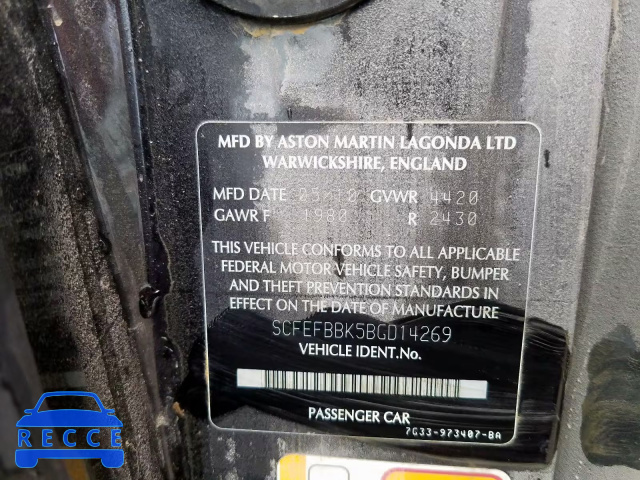 MFD BY ASTON MARTIN LAGONDA LTD
WARWICKSHIRE, ENGLAND
MFD DATE 05 10 GVWR 4420
GAWR F 1980 R 2430
THIS VEHICLE CONFORMS TO ALL APPLICABLE
FEDERAL MOTOR VEHICLE SAFETY, BUMPER
AND THEFT PREVENTION STANDARDS IN
EFFECT ON THE DATE OF MANUFACTURE
SCFEFBBK5BGD14269
VEHICLE IDENT.No.
PASSENGER CAR
7G33-973407-BA
RECCE